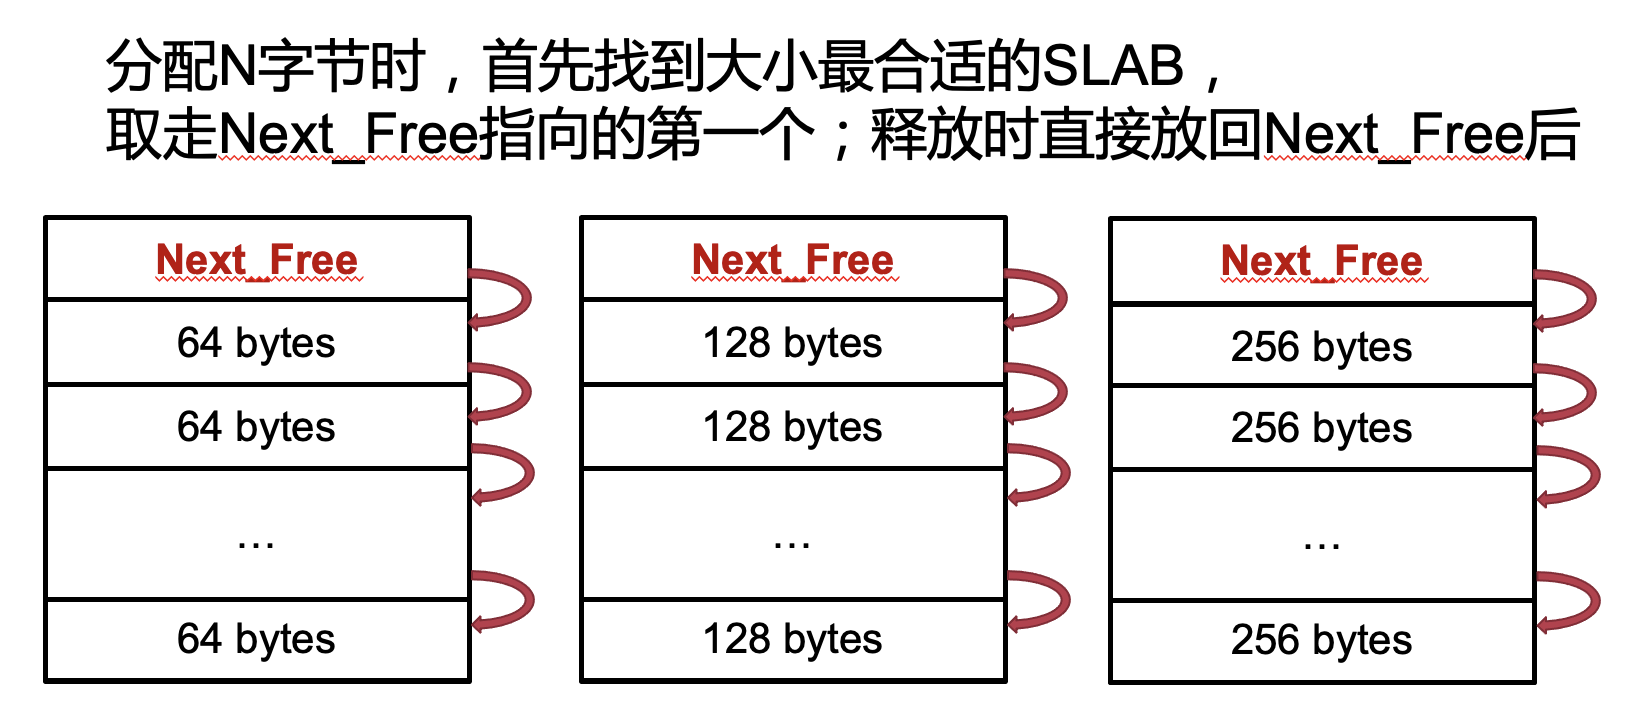 分配N字节时，首先找到大小最合适的SLAB，
取走Next_Free指向的第一个；释放时直接放回Next_Free后
Next_Free
64 bytes
64 bytes
...
64 bytes
Next_Free
128 bytes
128 bytes
...
128 bytes
Next_Free
256 bytes
256 bytes
...
256 bytes